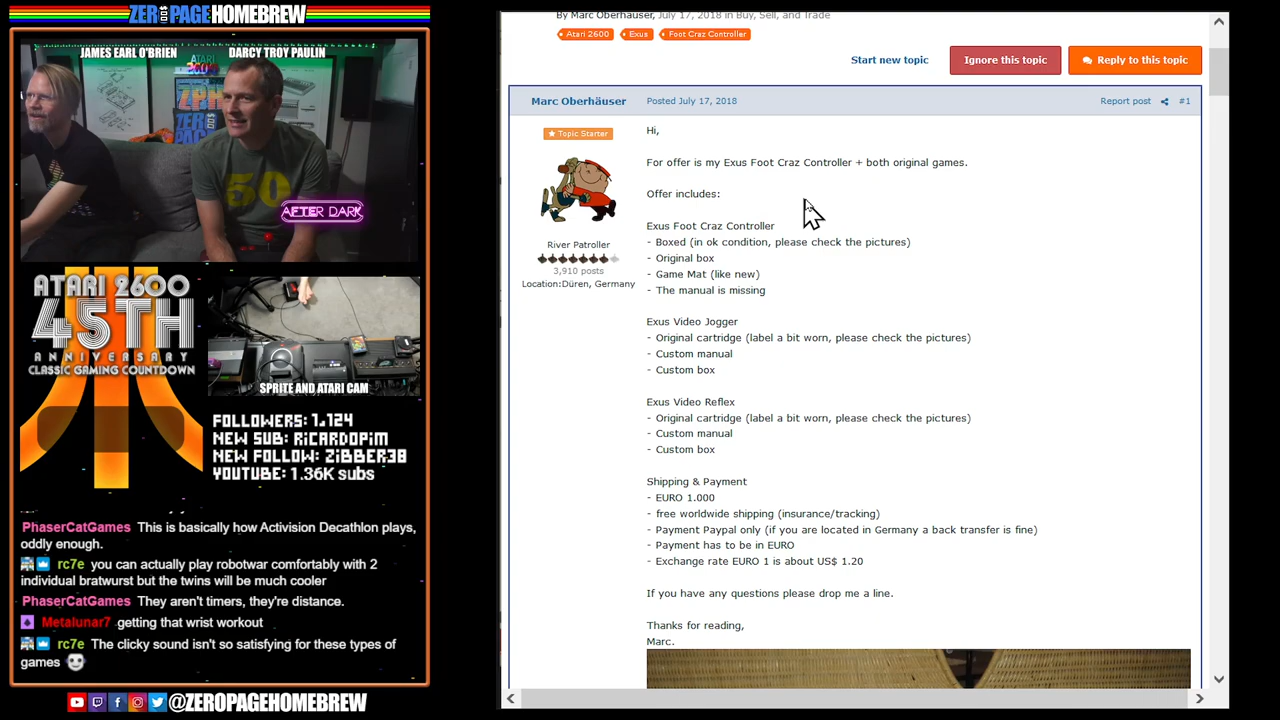 ZERO PAGE HOMEBREW
JAMES EARL O'BRIEN
DARCY TROY PAULIN
AFTER DARK
ATARI 2600
45TH
ANNIVERSARY
CLASSIC GAMING COUNTDOWN
SPRITE AND ATARI CAM
FOLLOWERS: 1,124
NEW SUB: RICARDOPIM
NEW FOLLOW: ZIBBER38
YOUTUBE: 1.36K subs
PhaserCatGames This is basically how Activision Decathlon plays,
oddly enough.
rc7e you can actually play robotwar comfortably with 2
individual bratwurst but the twins will be much cooler
PhaserCatGames They aren't timers, they're distance.
Metalunar7 getting that wrist workout
rc7e The clicky sound isn't so satisfying for these types of
games
@ZEROPAGEHOMEBREW
By Marc Oberhäuser, July 17, 2018 in Buy, Sell, and Trade
Atari 2600 Exus Foot Craz Controller
Start new topic Ignore this topic Reply to this topic
Marc Oberhäuser Posted July 17, 2018 Report post #1
Topic Starter
River Patroller
3,910 posts
Location:Düren, Germany
Hi,
For offer is my Exus Foot Craz Controller + both original games.
Offer includes:
Exus Foot Craz Controller
- Boxed (in ok condition, please check the pictures)
- Original box
- Game Mat (like new)
- The manual is missing
Exus Video Jogger
- Original cartridge (label a bit worn, please check the pictures)
- Custom manual
- Custom box
Exus Video Reflex
- Original cartridge (label a bit worn, please check the pictures)
- Custom manual
- Custom box
Shipping & Payment
- EURO 1.000
- free worldwide shipping (insurance/tracking)
- Payment Paypal only (if you are located in Germany a back transfer is fine)
- Payment has to be in EURO
- Exchange rate EURO 1 is about US$ 1.20
If you have any questions please drop me a line.
Thanks for reading,
Marc.